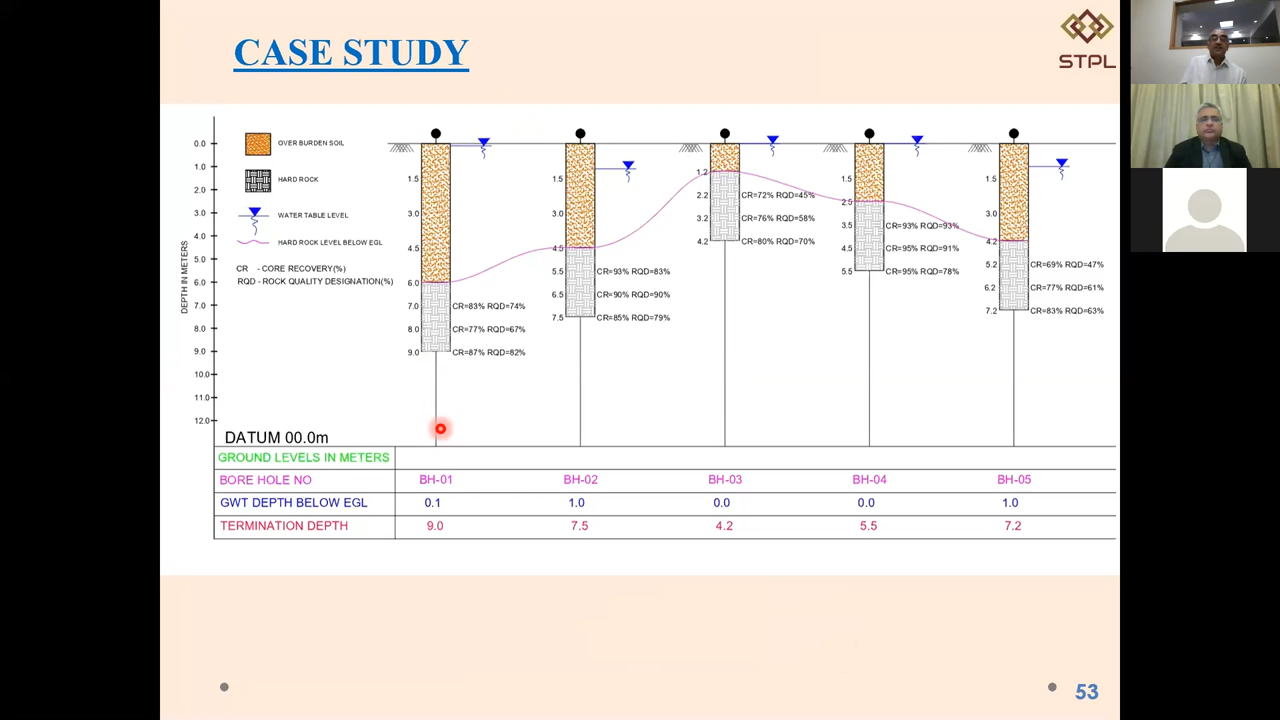 CASE STUDY
STPL
OVER BURDEN SOIL
HARD ROCK
WATER TABLE LEVEL
HARD ROCK LEVEL BELOW EGL
CR - CORE RECOVERY(%)
RQD - ROCK QUALITY DESIGNATION(%)
DEPTH IN METERS
0.0
1.0
2.0
3.0
4.0
5.0
6.0
7.0
8.0
9.0
10.0
11.0
12.0
1.5
3.0
4.5
6.0
7.0 CR=83% RQD=74%
8.0 CR=77% RQD=67%
9.0 CR=87% RQD=82%
1.5
3.0
4.5
5.5 CR=93% RQD=83%
6.5 CR=90% RQD=90%
7.5 CR=85% RQD=79%
1.2
2.2 CR=72% RQD=45%
3.2 CR=76% RQD=58%
4.2 CR=80% RQD=70%
1.5
2.5
3.5 CR=93% RQD=93%
4.5 CR=95% RQD=91%
5.5 CR=95% RQD=78%
1.5
3.0
4.2
5.2 CR=69% RQD=47%
6.2 CR=77% RQD=61%
7.2 CR=83% RQD=63%
DATUM 00.0m
GROUND LEVELS IN METERS
BORE HOLE NO BH-01 BH-02 BH-03 BH-04 BH-05
GWT DEPTH BELOW EGL 0.1 1.0 0.0 0.0 1.0
TERMINATION DEPTH 9.0 7.5 4.2 5.5 7.2
53